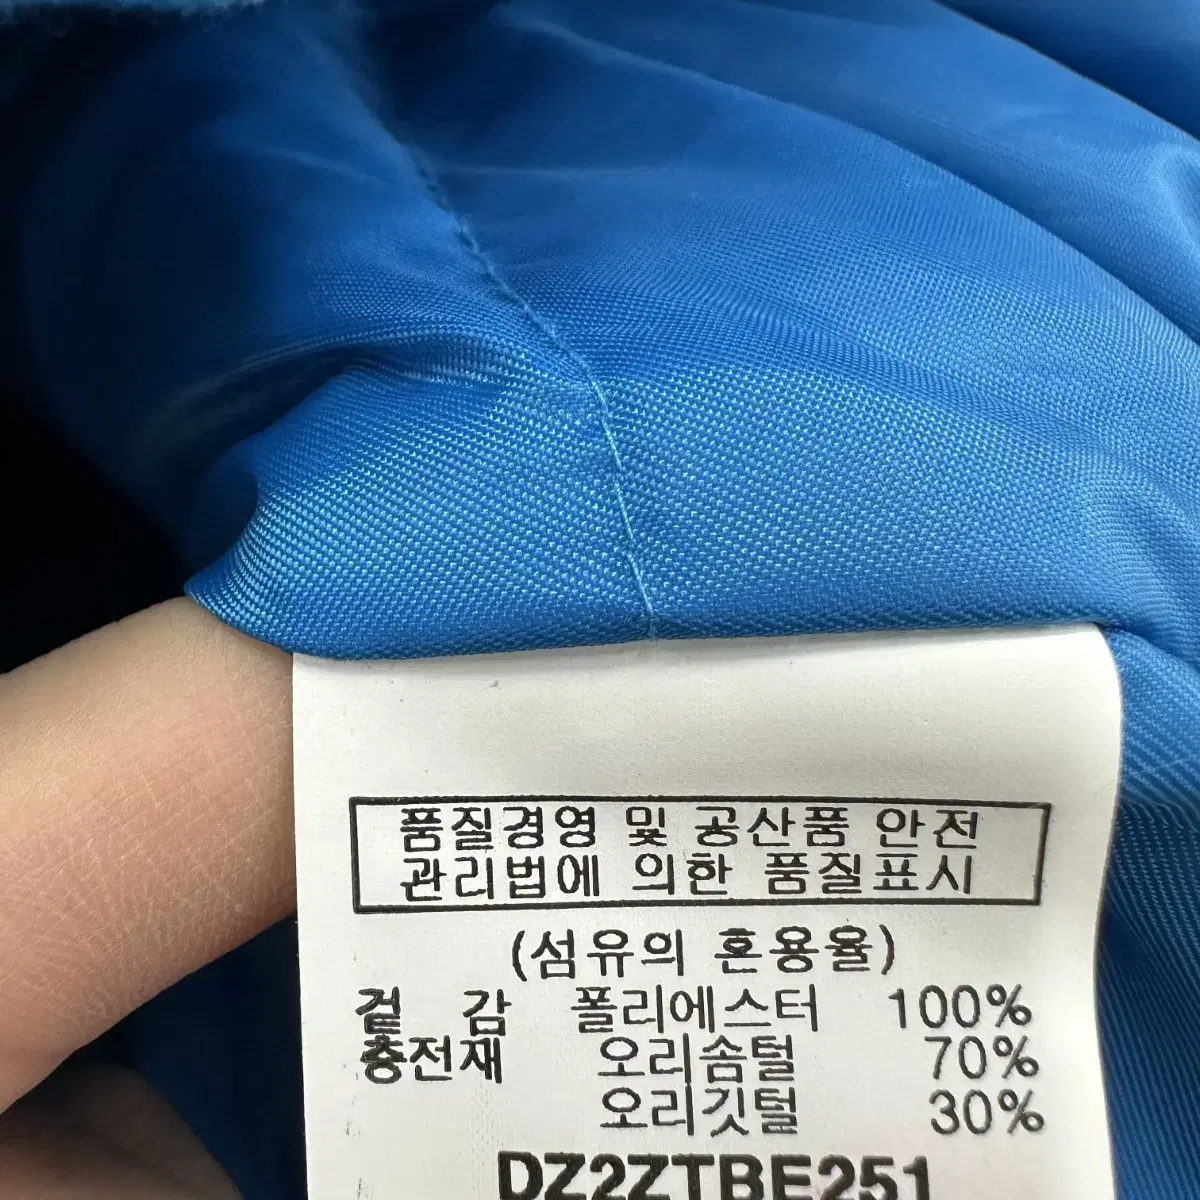 품질경영 및 공산품 안전
관리법에 의한 품질표시
(섬유의 혼용율)
겉 감 폴리에스터 100%
충전재 오리솜털 70%
오리깃털 30%
DZ2ZTBE251